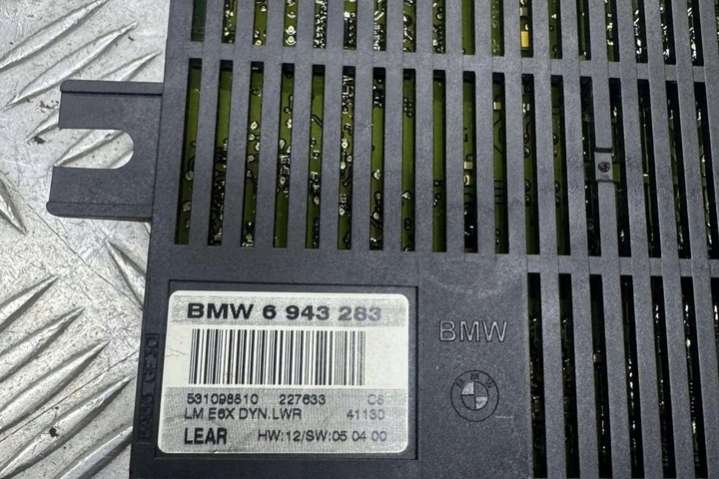 BMW 6 943 283
531098810 227633 C5
LM E6X DYN.LWR 41130
LEAR HW:12/SW:05 04 00
BMW